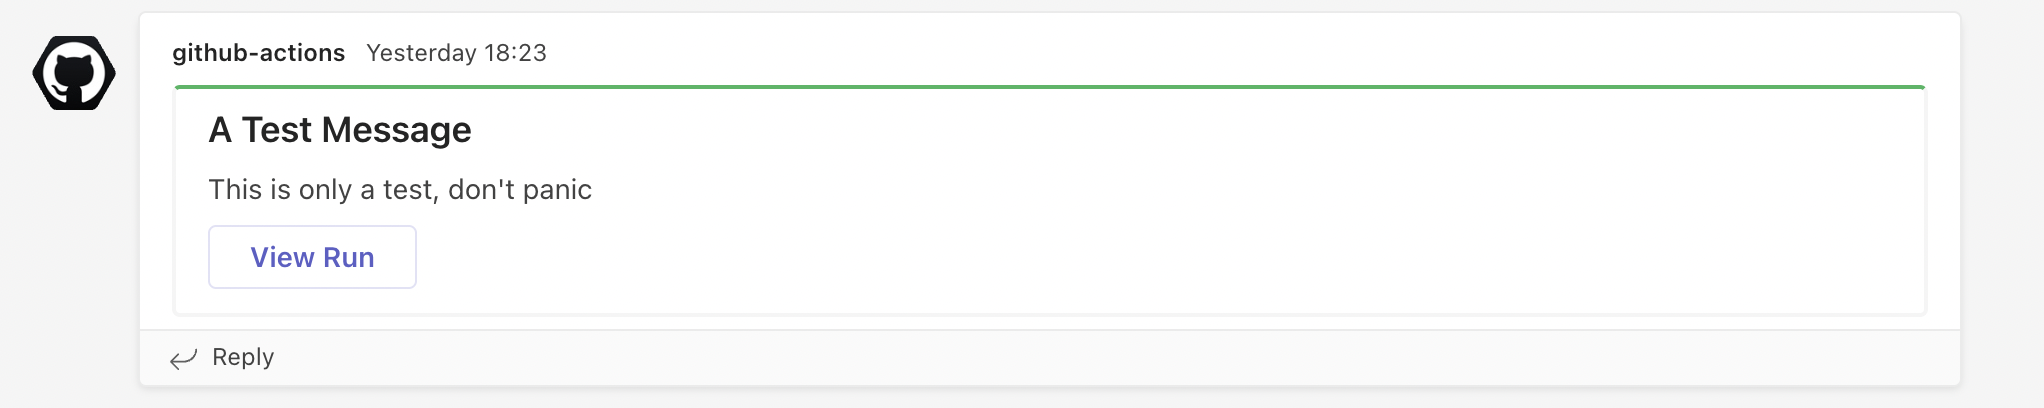 github-actions Yesterday 18:23
A Test Message
This is only a test, don't panic
View Run
Reply